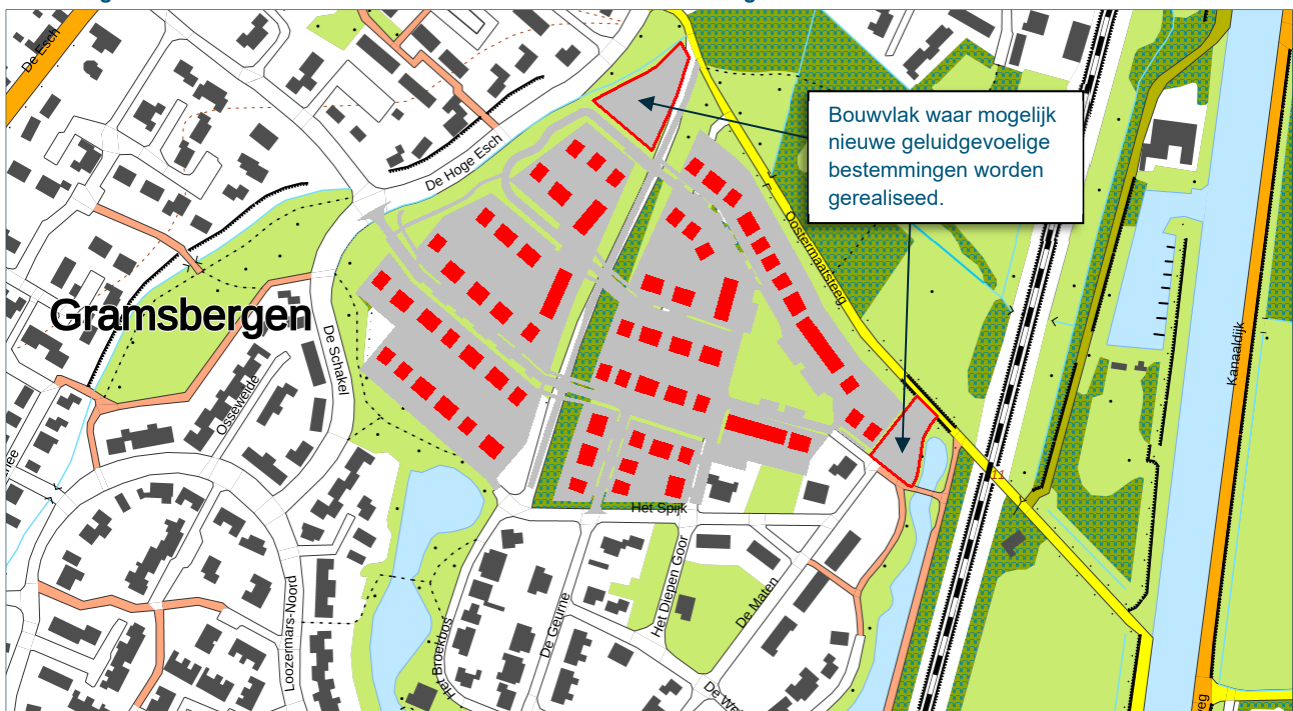 De Esch
De Hoge Esch
Bouwvlak waar mogelijk
nieuwe geluidgevoelige
bestemmingen worden
gerealiseed.
Oostermaatsteeg
Gramsbergen
De Schakel
Ossewelde
Kanaaldijk
Het Spijk
Loozermars-Noord
Het Broekbos
De Geurne
Het Diepen Goor
De Maten